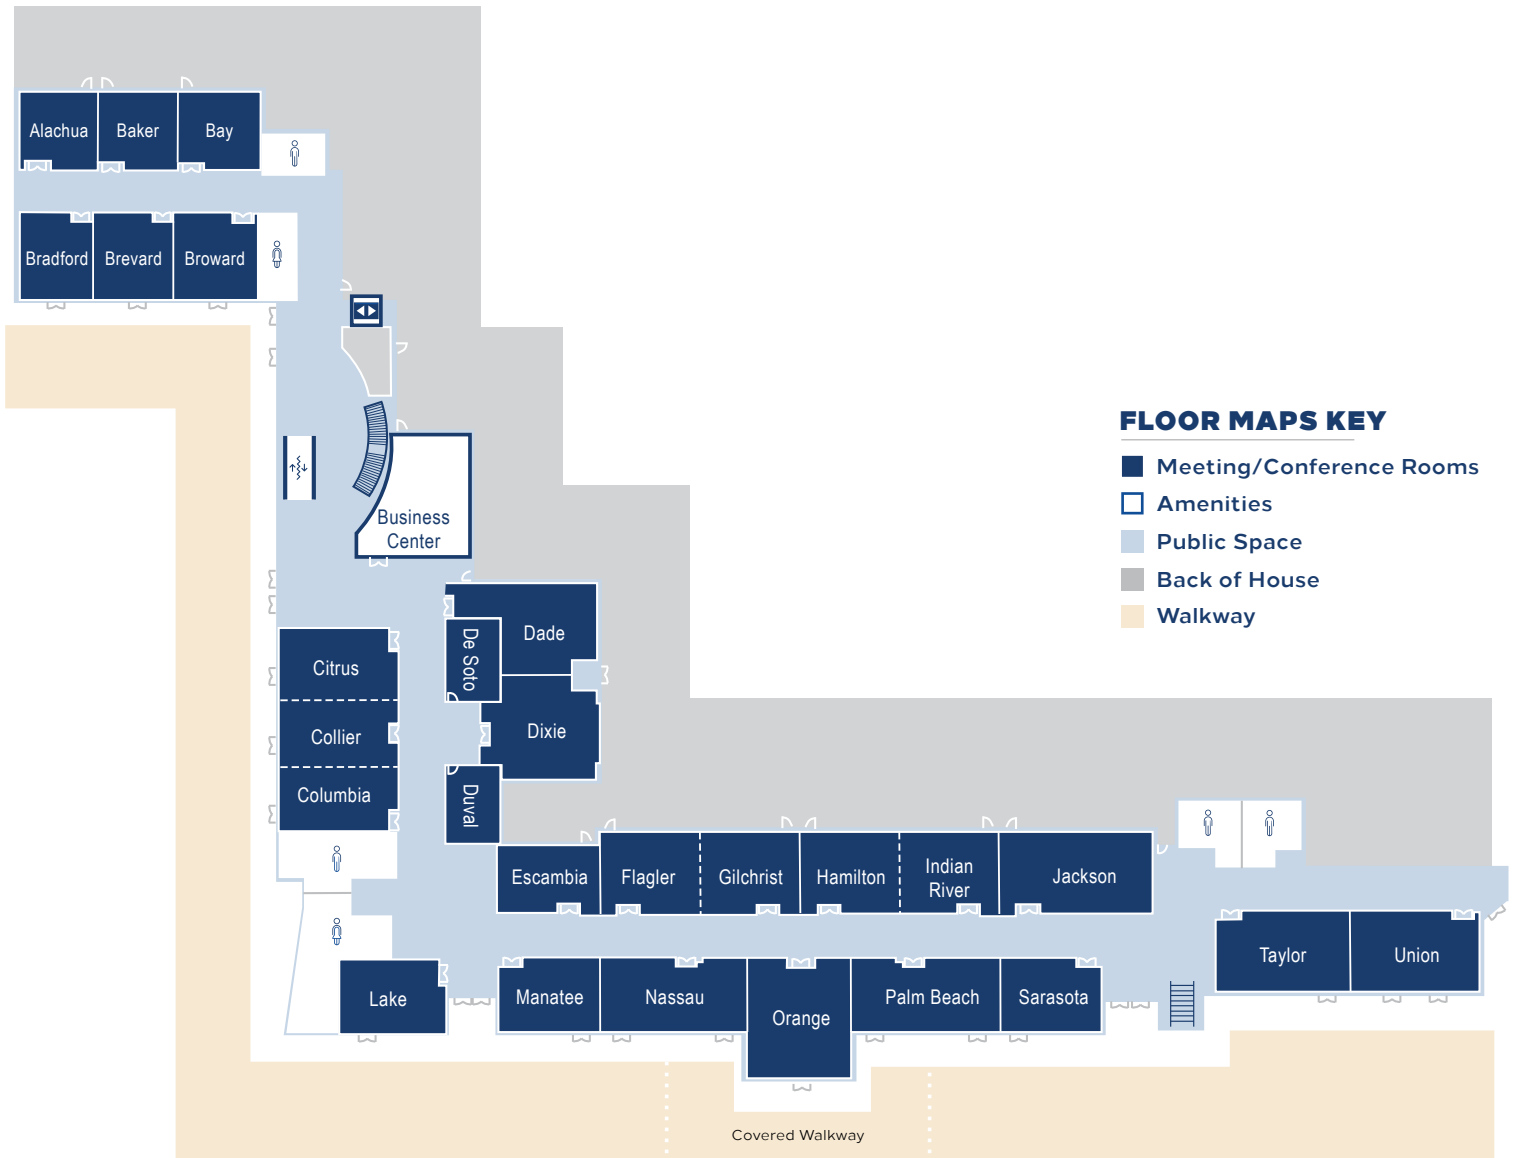 Alachua
Baker
Bay
Bradford
Brevard
Broward
FLOOR MAPS KEY
Meeting/Conference Rooms
Amenities
Public Space
Back of House
Walkway
Business
Center
Dade
De Soto
Citrus
Dixie
Collier
Columbia
Duval
Escambia
Flagler
Gilchrist
Hamilton
Indian
River
Jackson
Taylor
Union
Lake
Manatee
Nassau
Orange
Palm Beach
Sarasota
Covered Walkway